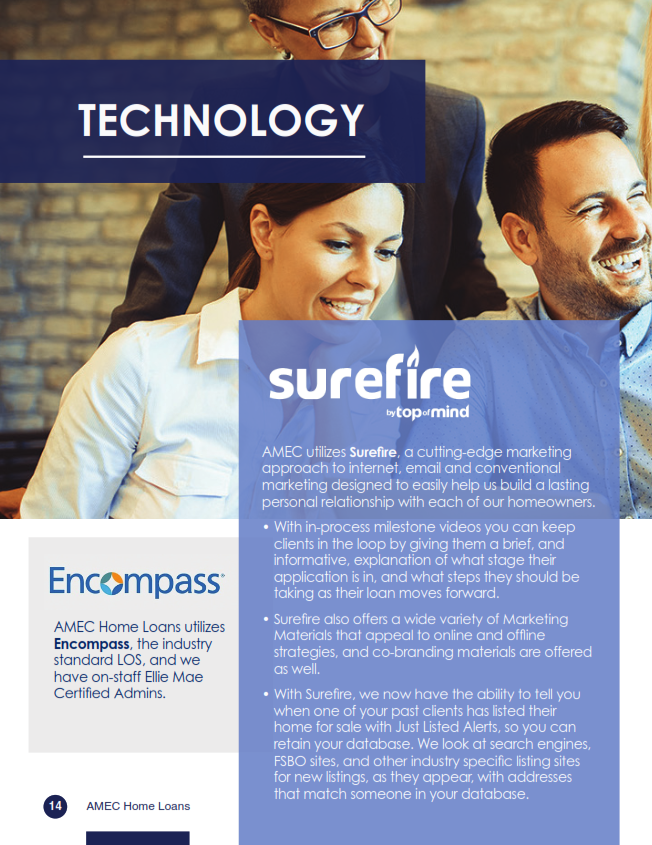 TECHNOLOGY
surefire
by top of mind
AMEC utilizes Surefire, a cutting-edge marketing
approach to internet, email and conventional
marketing designed to easily help us build a lasting
personal relationship with each of our homeowners.
• With in-process milestone videos you can keep
clients in the loop by giving them a brief, and
informative, explanation of what stage their
application is in, and what steps they should be
taking as their loan moves forward.
• Surefire also offers a wide variety of Marketing
Materials that appeal to online and offline
strategies, and co-branding materials are offered
as well.
• With Surefire, we now have the ability to tell you
when one of your past clients has listed their
home for sale with Just Listed Alerts, so you can
retain your database. We look at search engines,
FSBO sites, and other industry specific listing sites
for new listings, as they appear, with addresses
that match someone in your database.
Encompass®
AMEC Home Loans utilizes
Encompass, the industry
standard LOS, and we
have on-staff Ellie Mae
Certified Admins.
14 AMEC Home Loans